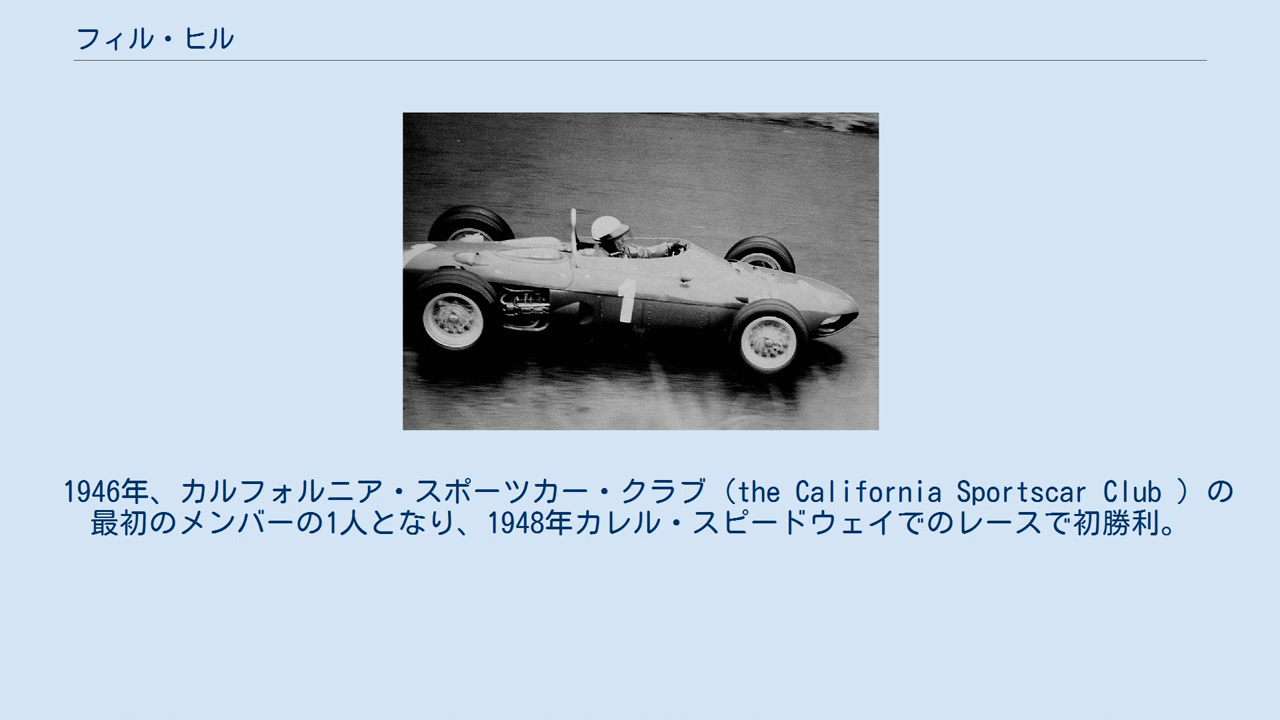 フィル・ヒル
1
1946年、カルフォルニア・スポーツカー・クラブ（the California Sportscar Club ）の
最初のメンバーの1人となり、1948年カレル・スピードウェイでのレースで初勝利。